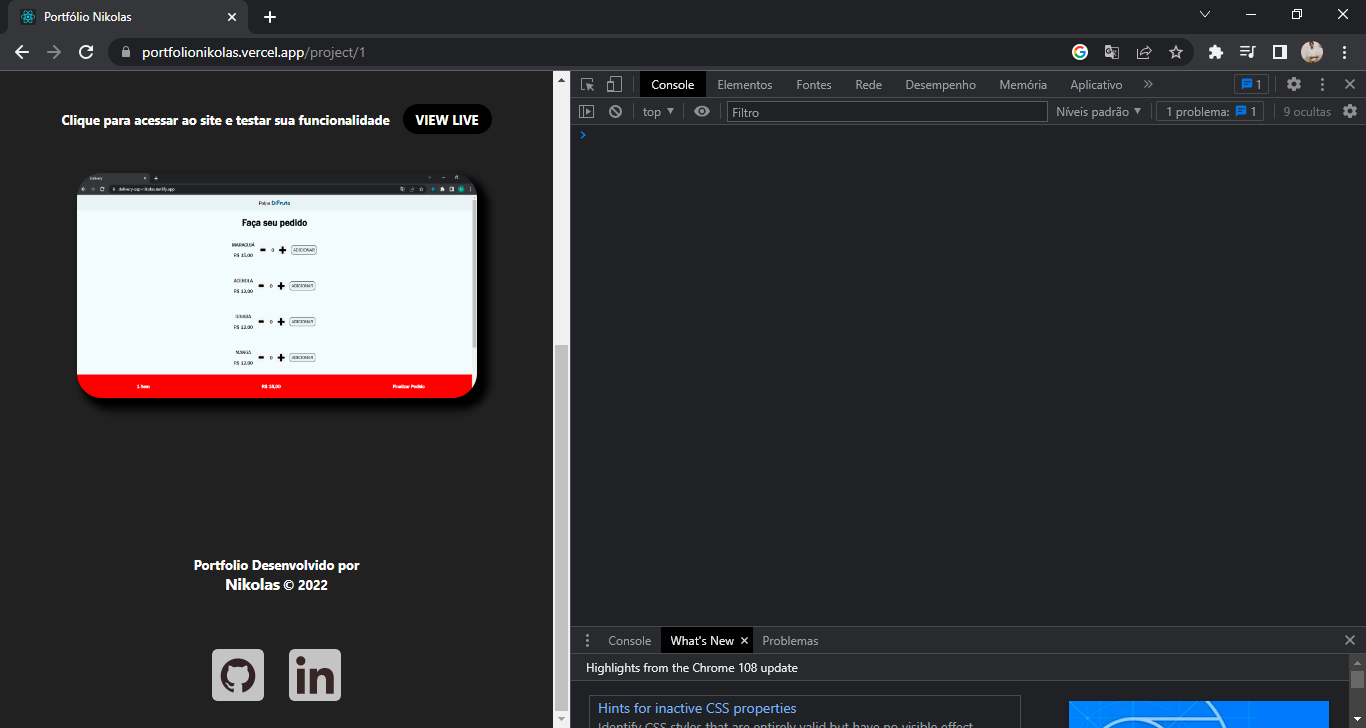 Portfólio Nikolas
portfolionikolas.vercel.app/project/1
Clique para acessar ao site e testar sua funcionalidade VIEW LIVE
Delivery
delivery-zap-nikolas.netlify.app
Polpa DiFruta
Faça seu pedido
MARACUJÁ
R$ 15,00
0
ADICIONAR
ACEROLA
R$ 12,00
0
ADICIONAR
GOIABA
R$ 12,00
0
ADICIONAR
MANGA
R$ 12,00
0
ADICIONAR
1 item R$ 15,00 Finalizar Pedido
Portfolio Desenvolvido por
Nikolas © 2022
in
Console Elementos Fontes Rede Desempenho Memória Aplicativo 1
top Filtro Níveis padrão 1 problema: 1 9 ocultas
Console What's New Problemas
Highlights from the Chrome 108 update
Hints for inactive CSS properties
Identify CSS styles that are entirely valid but have no visible effect